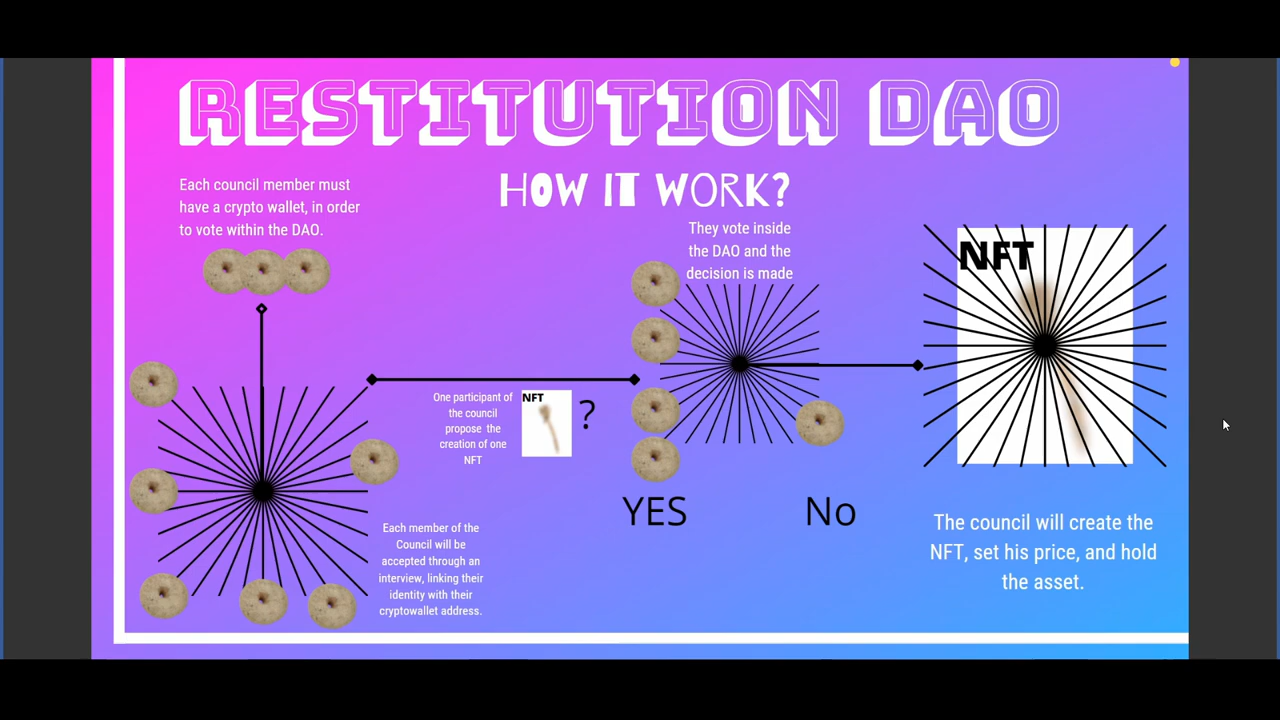 RESTITUTION DAO
HOW IT WORK?
Each council member must
have a crypto wallet, in order
to vote within the DAO.
They vote inside
the DAO and the
decision is made
NFT
One participant of
the council
propose the
creation of one
NFT
NFT
?
Each member of the
Council will be
accepted through an
interview, linking their
identity with their
cryptowallet address.
YES
No
The council will create the
NFT, set his price, and hold
the asset.